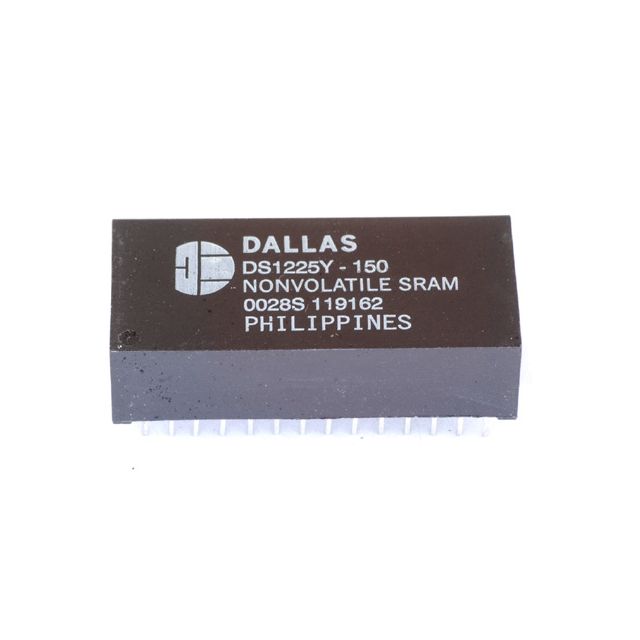 DALLAS
DS1225Y-150
NONVOLATILE SRAM
0028S 119162
PHILIPPINES